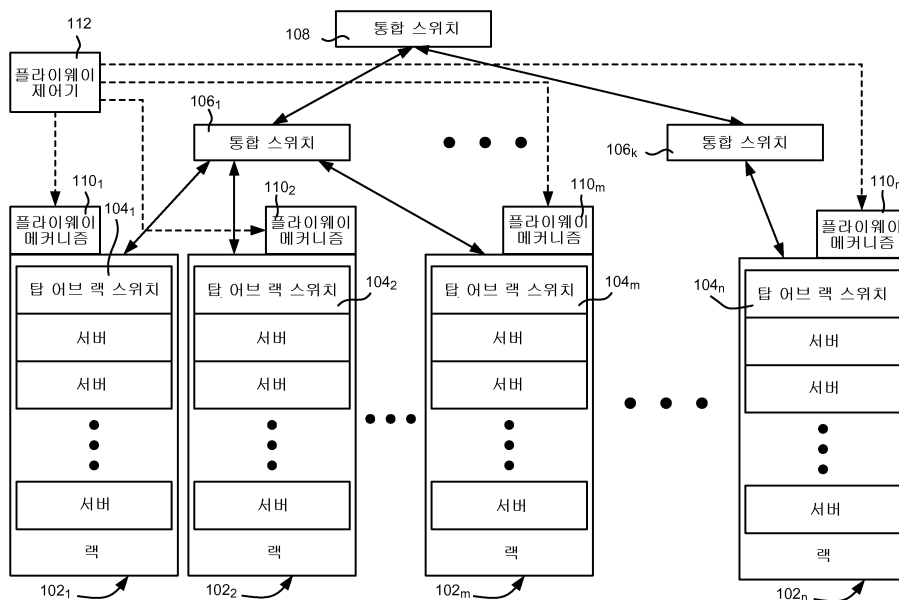 112
통합 스위치
108
플라이웨이
제어기
106₁
통합 스위치
통합 스위치
106ₖ
110₁
104₁
110₂
110ₘ
110ₙ
플라이웨이
메커니즘
플라이웨이
메커니즘
플라이웨이
메커니즘
플라이웨이
메커니즘
탑 어브 랙 스위치
탑 어브 랙 스위치
104₂
탑 어브 랙 스위치
104ₘ
104ₙ
탑 어브 랙 스위치
서버
서버
서버
서버
서버
서버
서버
서버
서버
서버
서버
서버
랙
랙
랙
랙
102₁
102₂
102ₘ
102ₙ